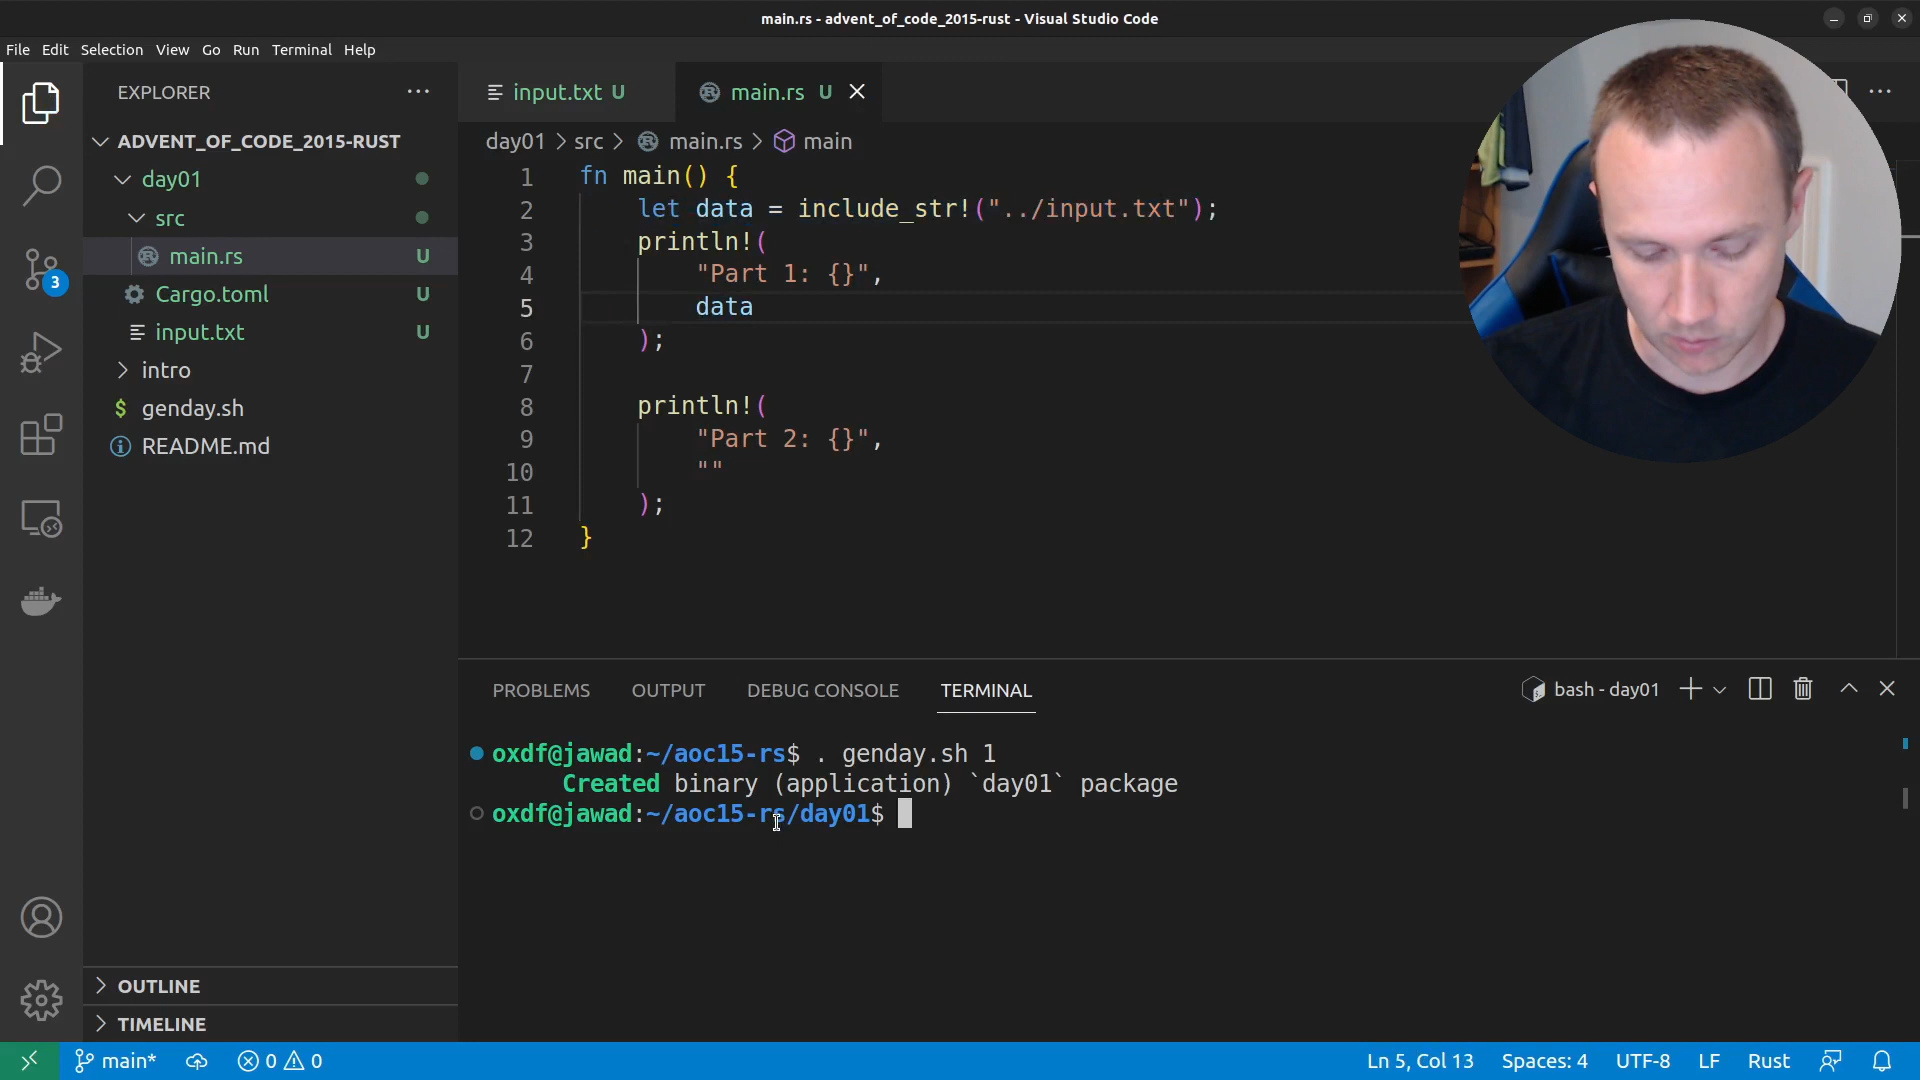 main.rs - advent_of_code_2015-rust - Visual Studio Code
File Edit Selection View Go Run Terminal Help
EXPLORER
ADVENT_OF_CODE_2015-RUST
day01
src
main.rs U
Cargo.toml U
input.txt U
intro
$ genday.sh
README.md
3
OUTLINE
TIMELINE
input.txt U
main.rs U
day01 > src > main.rs > main
1 fn main() {
2 let data = include_str!("../input.txt");
3 println!(
4 "Part 1: {}",
5 data
6 );
7
8 println!(
9 "Part 2: {}",
10 ""
11 );
12 }
PROBLEMS OUTPUT DEBUG CONSOLE TERMINAL
bash - day01
oxdf@jawad:~/aoc15-rs$ . genday.sh 1
Created binary (application) `day01` package
oxdf@jawad:~/aoc15-rs/day01$
main* 0 0
Ln 5, Col 13 Spaces: 4 UTF-8 LF Rust